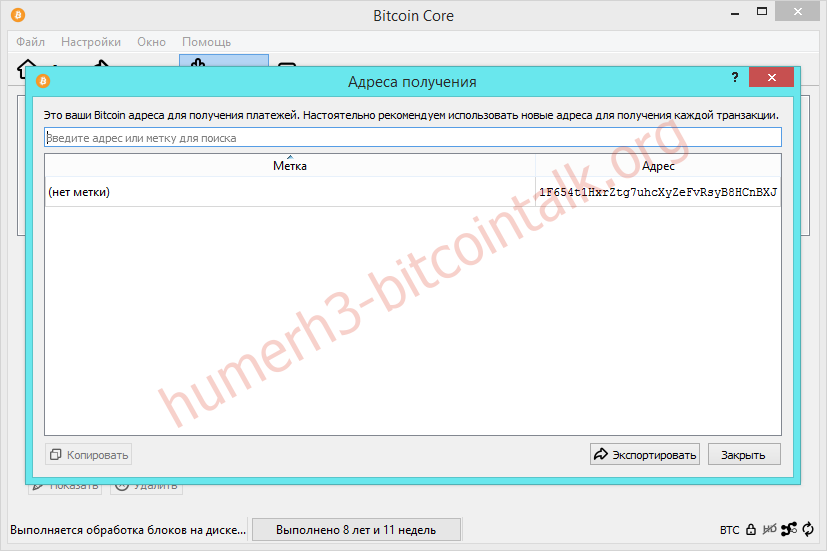 Bitcoin Core
Файл Настройки Окно Помощь
Адреса получения
Это ваши Bitcoin адреса для получения платежей. Настоятельно рекомендуем использовать новые адреса для получения каждой транзакции.
Введите адрес или метку для поиска
Метка Адрес
(нет метки) 1F654t1HxrZtg7uhcXyZeFvRsyB8HCnBXJ
humerh3-bitcointalk.org
Копировать Экспортировать Закрыть
Показать Удалить
Выполняется обработка блоков на диске... Выполнено 8 лет и 11 недель BTC HD